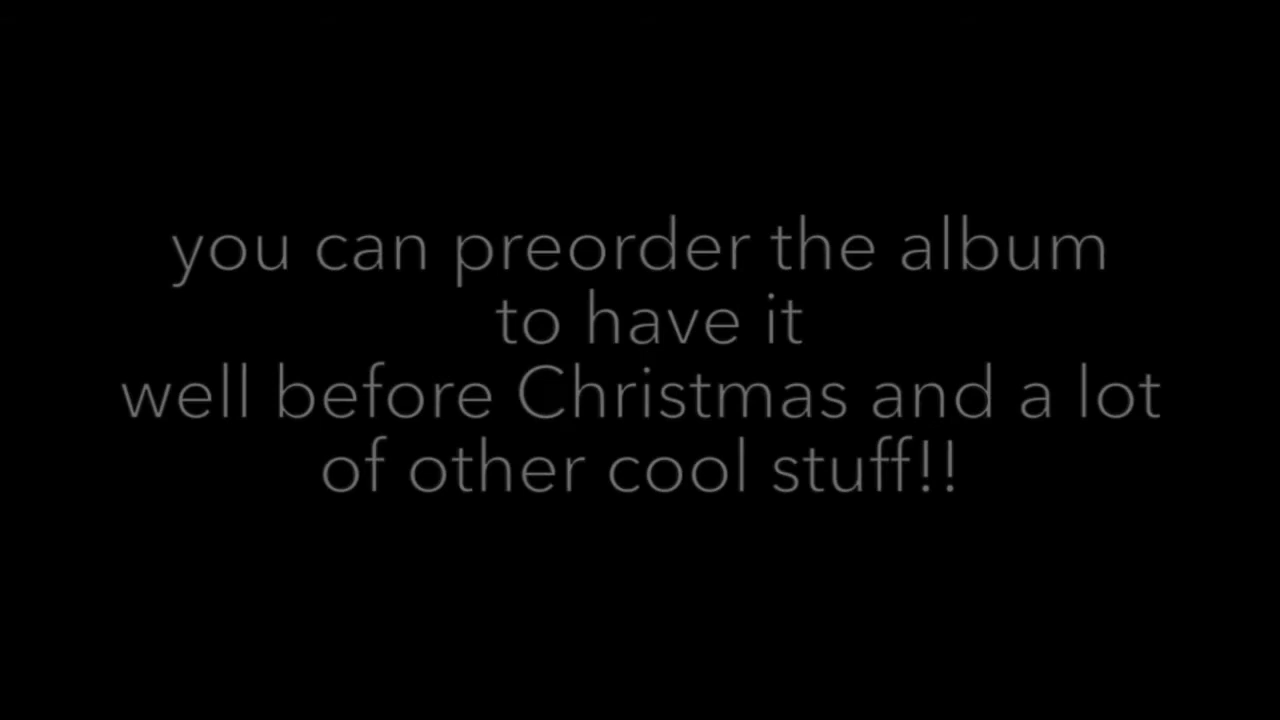 you can preorder the album
to have it
well before Christmas and a lot
of other cool stuff!!